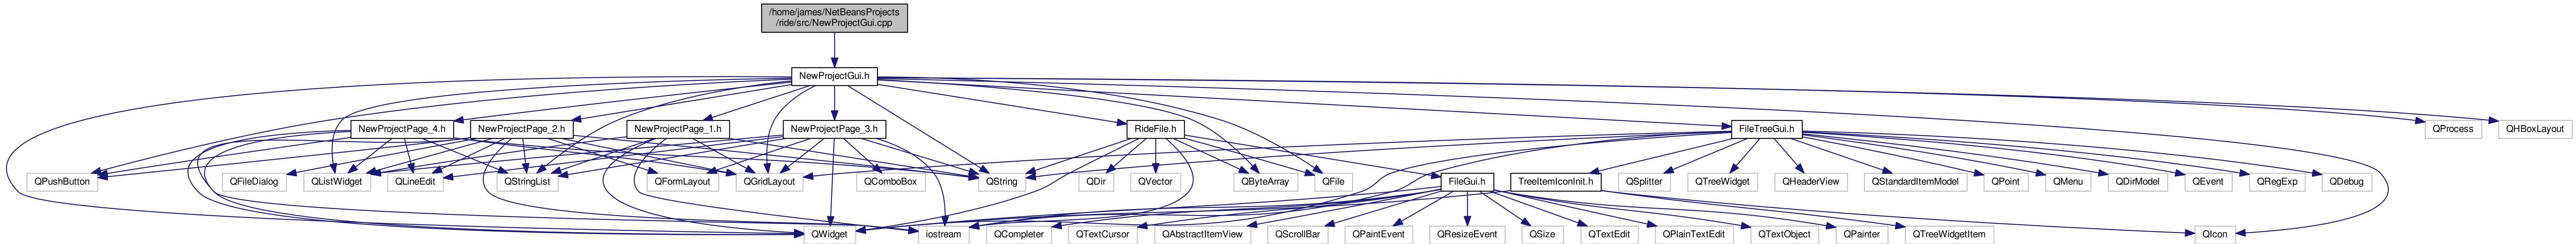 /home/james/NetBeansProjects
/ride/src/NewProjectGui.cpp
NewProjectGui.h
NewProjectPage_4.h
NewProjectPage_2.h
NewProjectPage_1.h
NewProjectPage_3.h
RideFile.h
FileTreeGui.h
QProcess
QHBoxLayout
QPushButton
QFileDialog
QListWidget
QLineEdit
QStringList
QFormLayout
QGridLayout
QComboBox
QString
QDir
QVector
QByteArray
QFile
FileGui.h
TreeItemIconInit.h
QSplitter
QTreeWidget
QHeaderView
QStandardItemModel
QPoint
QMenu
QDirModel
QEvent
QRegExp
QDebug
QWidget
iostream
QCompleter
QTextCursor
QAbstractItemView
QScrollBar
QPaintEvent
QResizeEvent
QSize
QTextEdit
QPlainTextEdit
QTextObject
QPainter
QTreeWidgetItem
QIcon